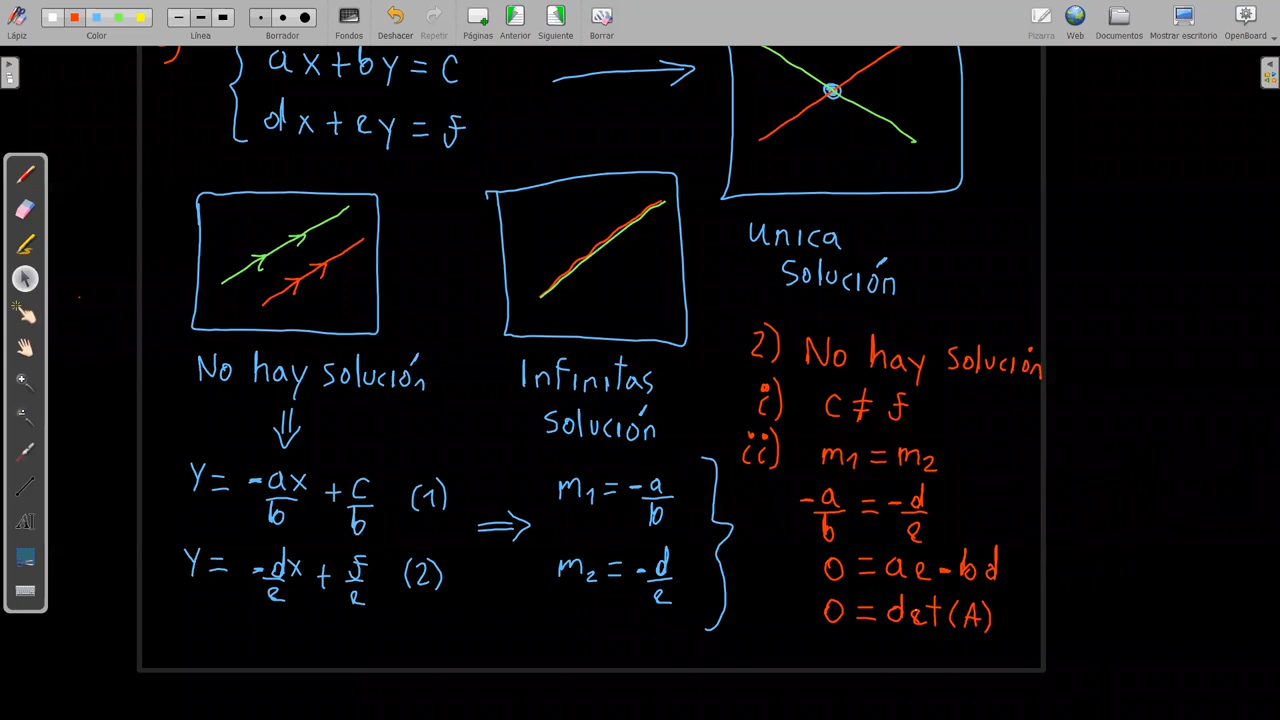 Lápiz
Color
Línea
Borrador
Fondos
Deshacer
Repetir
Páginas
Anterior
Siguiente
Borrar
Pizarra
Web
Documentos
Mostrar escritorio
OpenBoard
ax + by = c
dx + ey = f
unica
solución
No hay solución
Infinitas
solución
y = -ax/b + c/b (1)
y = -dx/e + f/e (2)
⇒
m1 = -a/b
m2 = -d/e
2) No hay solución
i) c ≠ f
ii) m1 = m2
-a/b = -d/e
0 = ae - bd
0 = det(A)